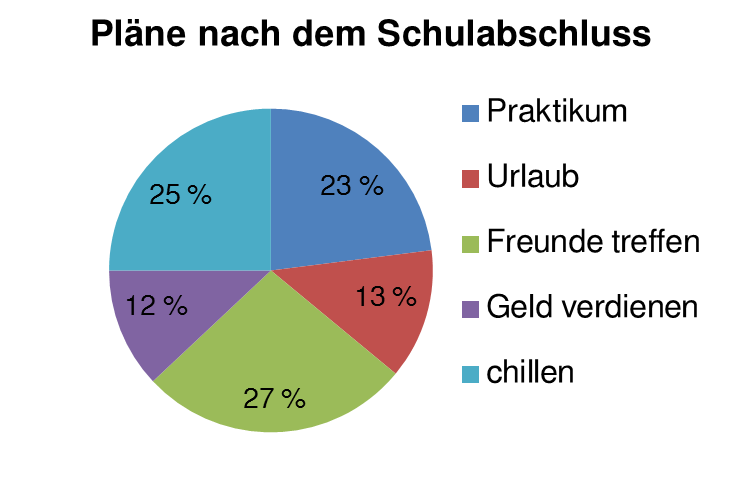 Pläne nach dem Schulabschluss
Praktikum
Urlaub
Freunde treffen
Geld verdienen
chillen
23 %
13 %
27 %
12 %
25 %